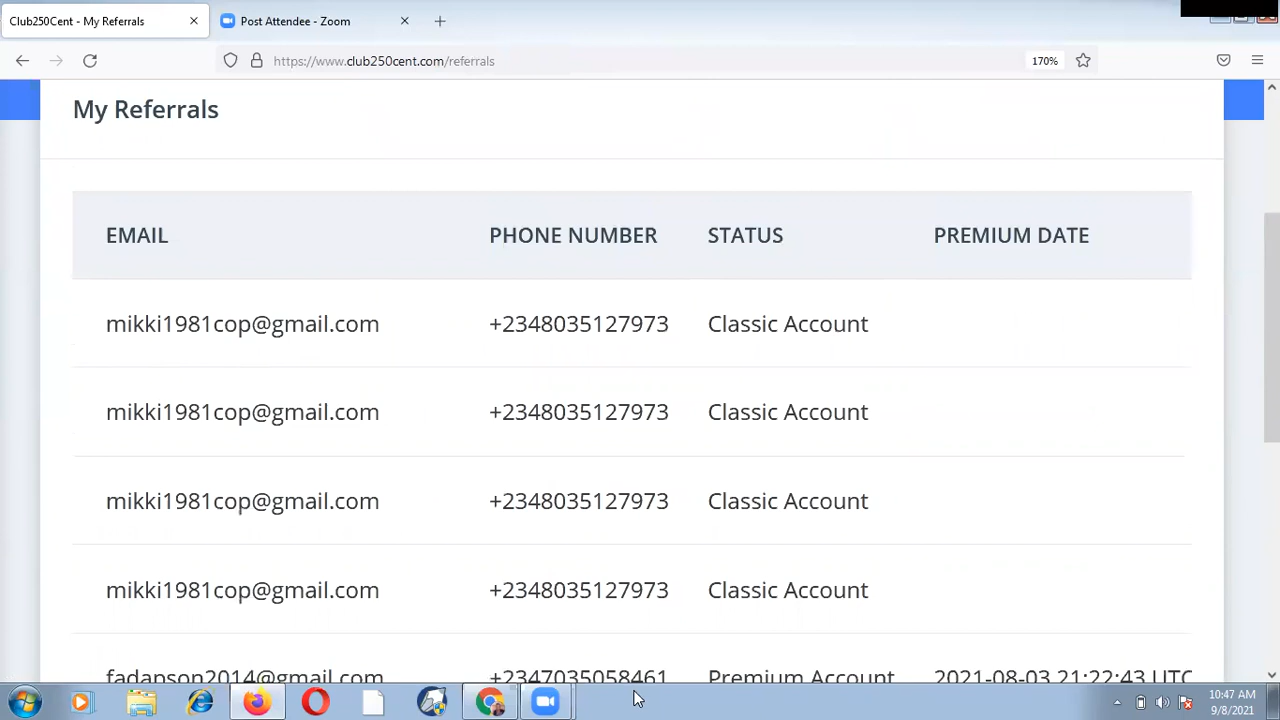 Club250Cent - My Referrals
Post Attendee - Zoom
https://www.club250cent.com/referrals
170%
My Referrals
EMAIL PHONE NUMBER STATUS PREMIUM DATE
mikki1981cop@gmail.com +2348035127973 Classic Account
mikki1981cop@gmail.com +2348035127973 Classic Account
mikki1981cop@gmail.com +2348035127973 Classic Account
mikki1981cop@gmail.com +2348035127973 Classic Account
fadapson2014@gmail.com +2347035058461 Premium Account 2021-08-03 21:22:43 UTC
10:47 AM
9/8/2021